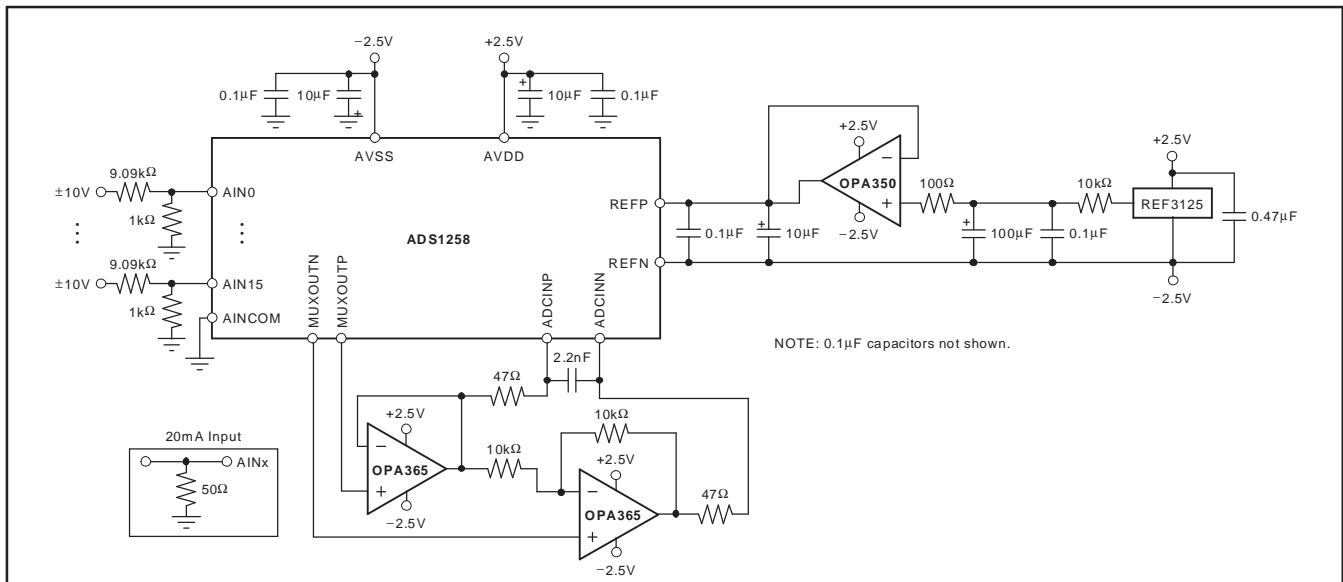 −2.5V
+2.5V
0.1μF
10μF
+
+
10μF
0.1μF
AVSS
AVDD
9.09kΩ
±10V
AIN0
1kΩ
⋮
⋮
9.09kΩ
±10V
AIN15
1kΩ
AINCOM
ADS1258
MUXOUTN
MUXOUTP
ADCINP
ADCINN
REFP
REFN
0.1μF
+
10μF
+2.5V
−
OPA350
+
−2.5V
100Ω
+
100μF
0.1μF
10kΩ
+2.5V
REF3125
0.47μF
−2.5V
NOTE: 0.1μF capacitors not shown.
2.2nF
47Ω
+2.5V
−
OPA365
+
−2.5V
10kΩ
10kΩ
+2.5V
−
OPA365
+
−2.5V
47Ω
20mA Input
AINx
50Ω